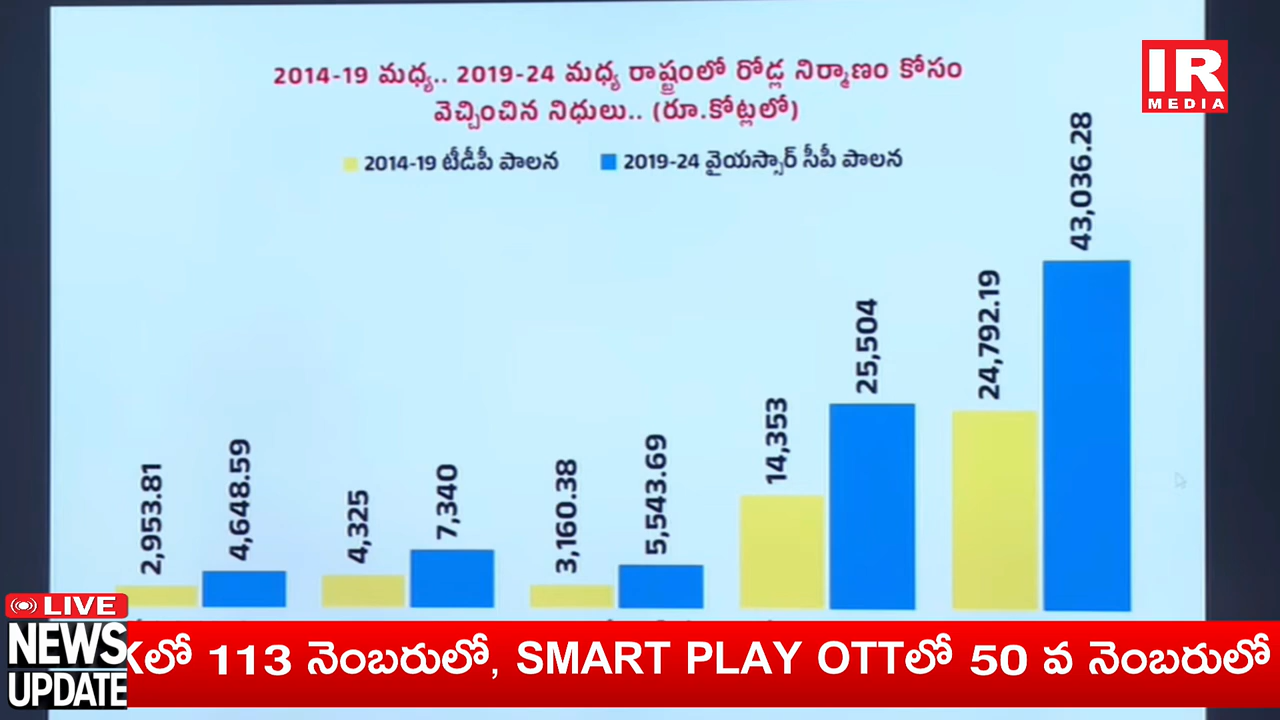 2014-19 మధ్య.. 2019-24 మధ్య రాష్ట్రంలో రోడ్ల నిర్మాణం కోసం
వెచ్చించిన నిధులు.. (రూ.కోట్లలో)
IR
MEDIA
2014-19 టీడీపీ పాలన
2019-24 వైయస్సార్ సీపీ పాలన
2,953.81
4,648.59
4,325
7,340
3,160.38
5,543.69
14,353
25,504
24,792.19
43,036.28
LIVE
NEWS
UPDATE
Kలో 113 నెంబరులో, SMART PLAY OTTలో 50 వ నెంబరులో